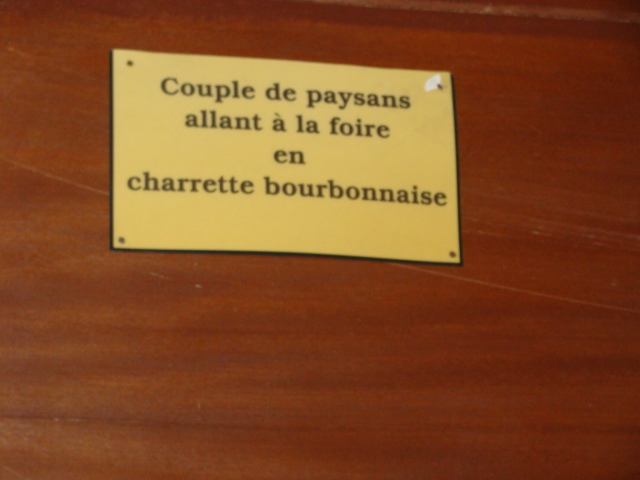 Couple de paysans
allant à la foire
en
charrette bourbonnaise